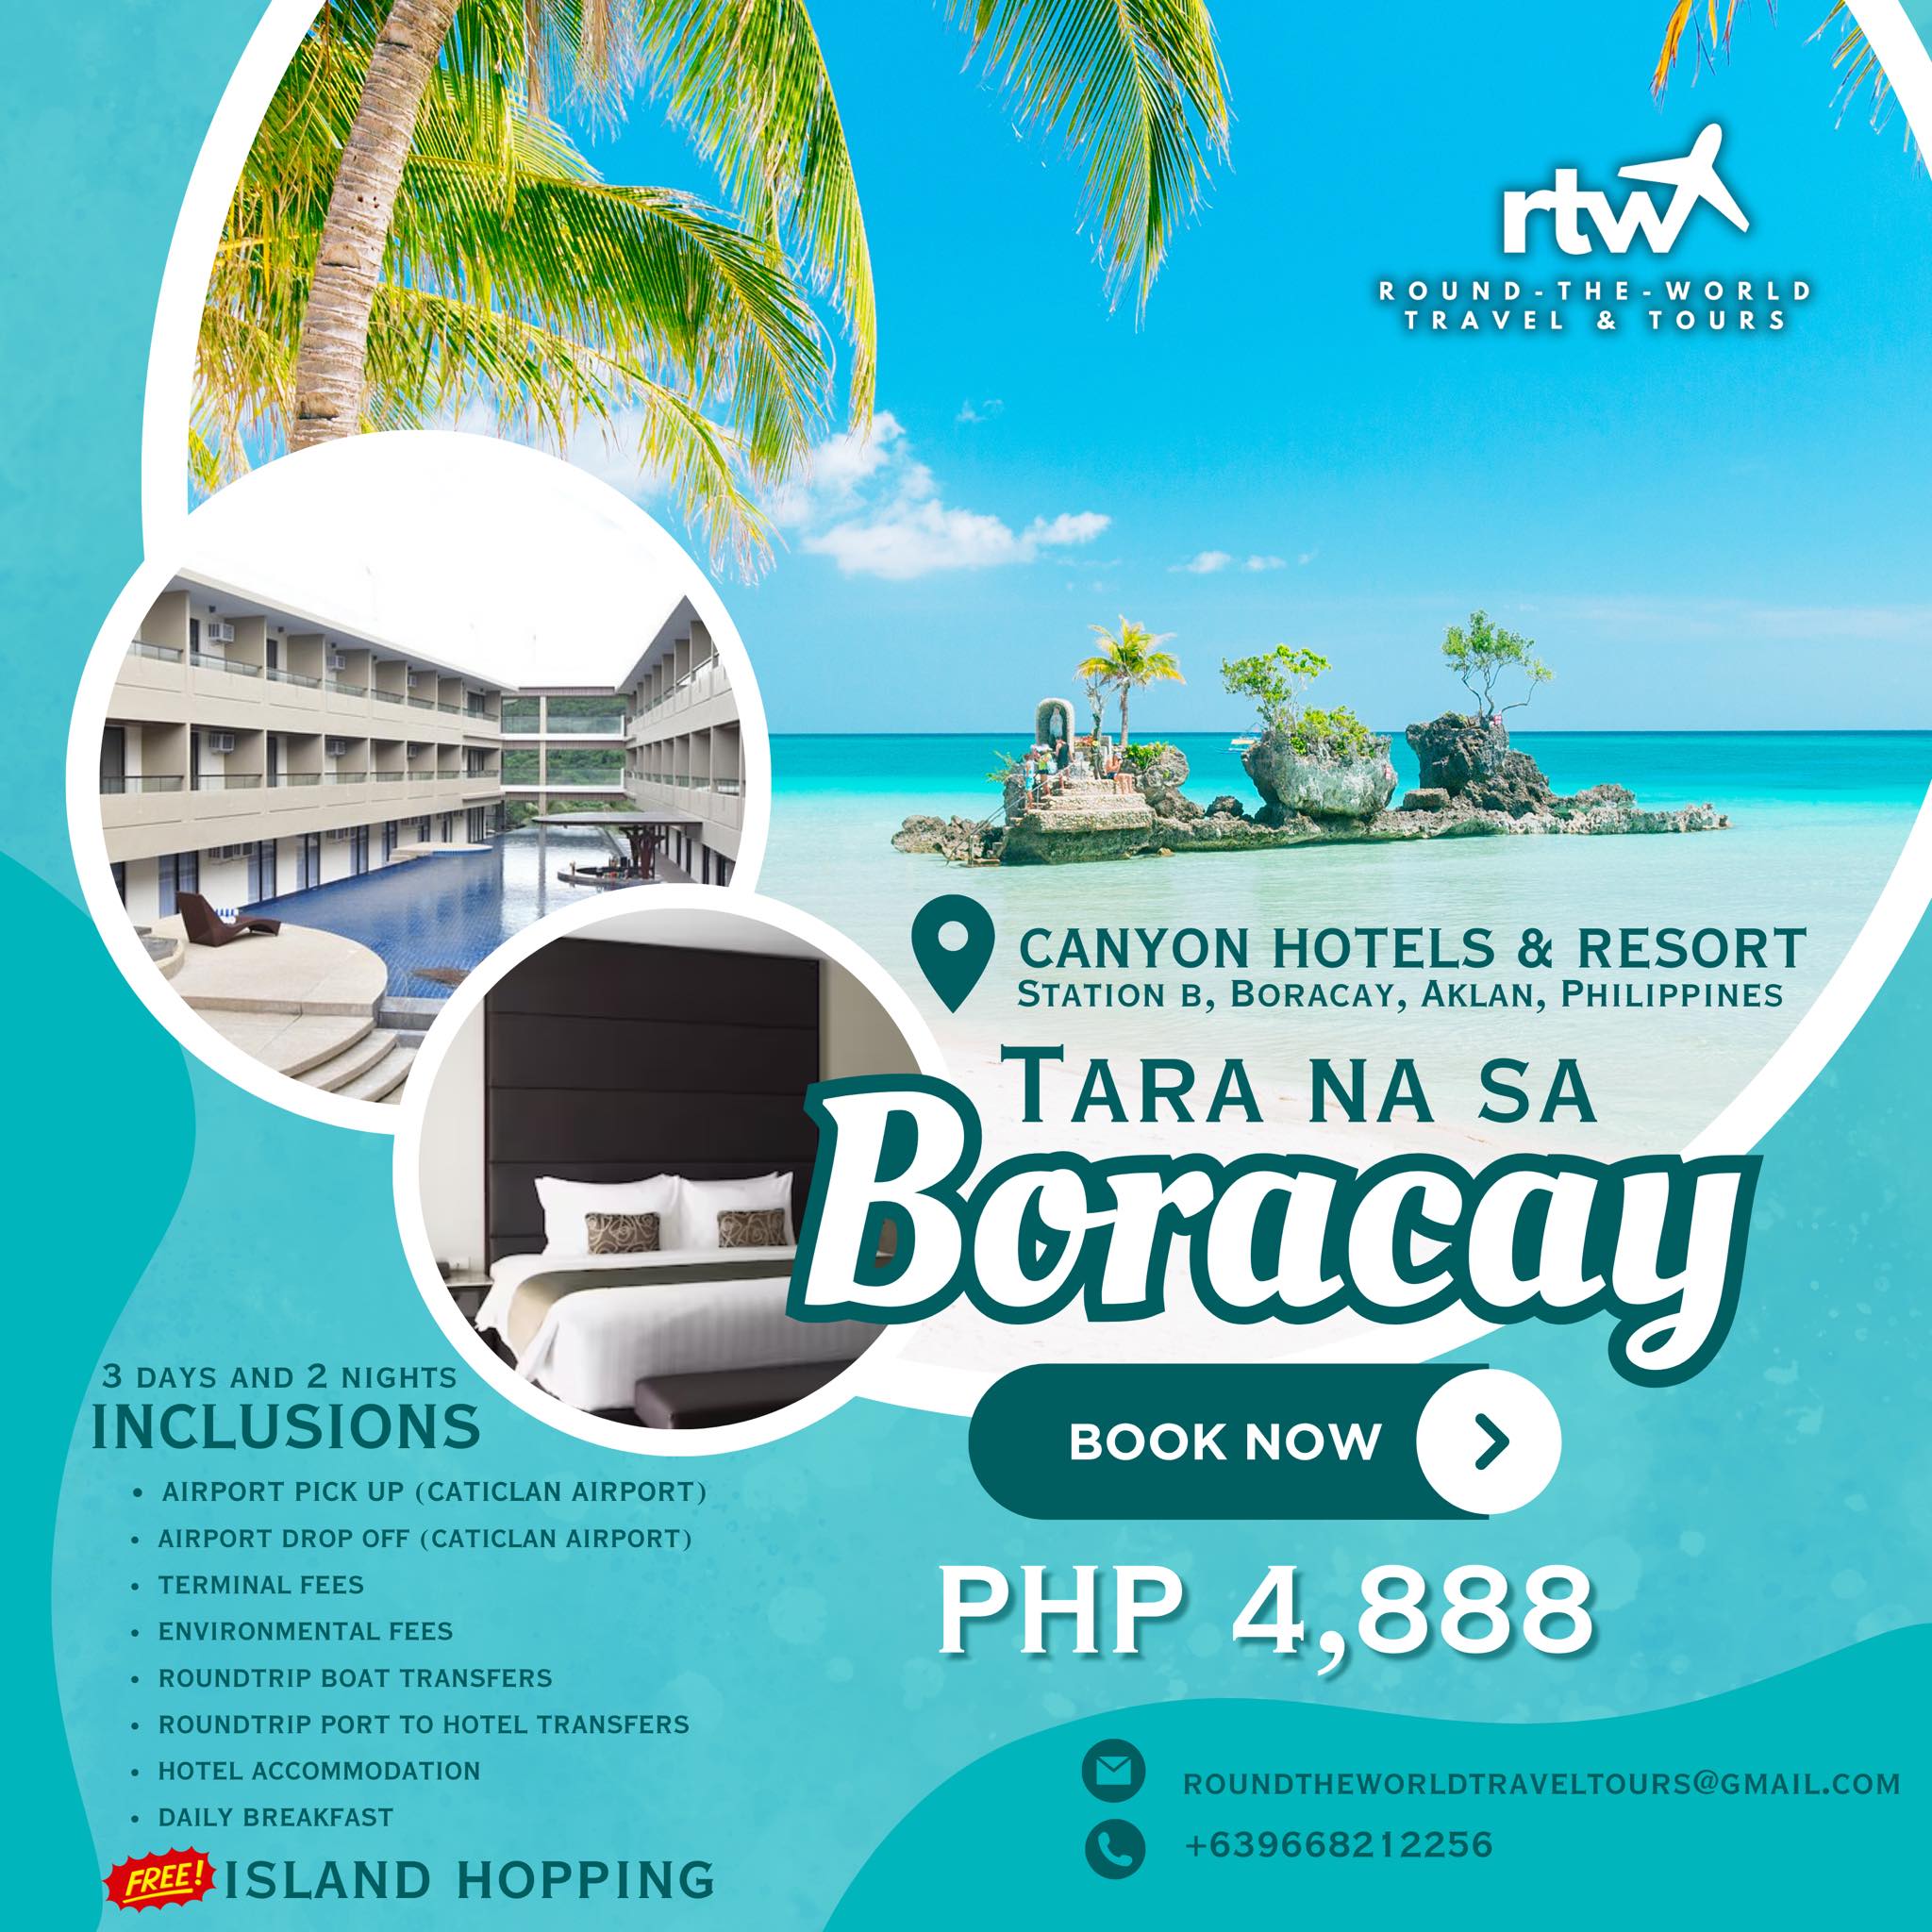 rtw
ROUND-THE-WORLD
TRAVEL & TOURS
CANYON HOTELS & RESORT
STATION B, BORACAY, AKLAN, PHILIPPINES
TARA NA SA
Boracay
BOOK NOW
PHP 4,888
3 DAYS AND 2 NIGHTS
INCLUSIONS
• AIRPORT PICK UP (CATICLAN AIRPORT)
• AIRPORT DROP OFF (CATICLAN AIRPORT)
• TERMINAL FEES
• ENVIRONMENTAL FEES
• ROUNDTRIP BOAT TRANSFERS
• ROUNDTRIP PORT TO HOTEL TRANSFERS
• HOTEL ACCOMMODATION
• DAILY BREAKFAST
FREE! ISLAND HOPPING
ROUNDTHEWORLDTRAVELTOURS@GMAIL.COM
+639668212256